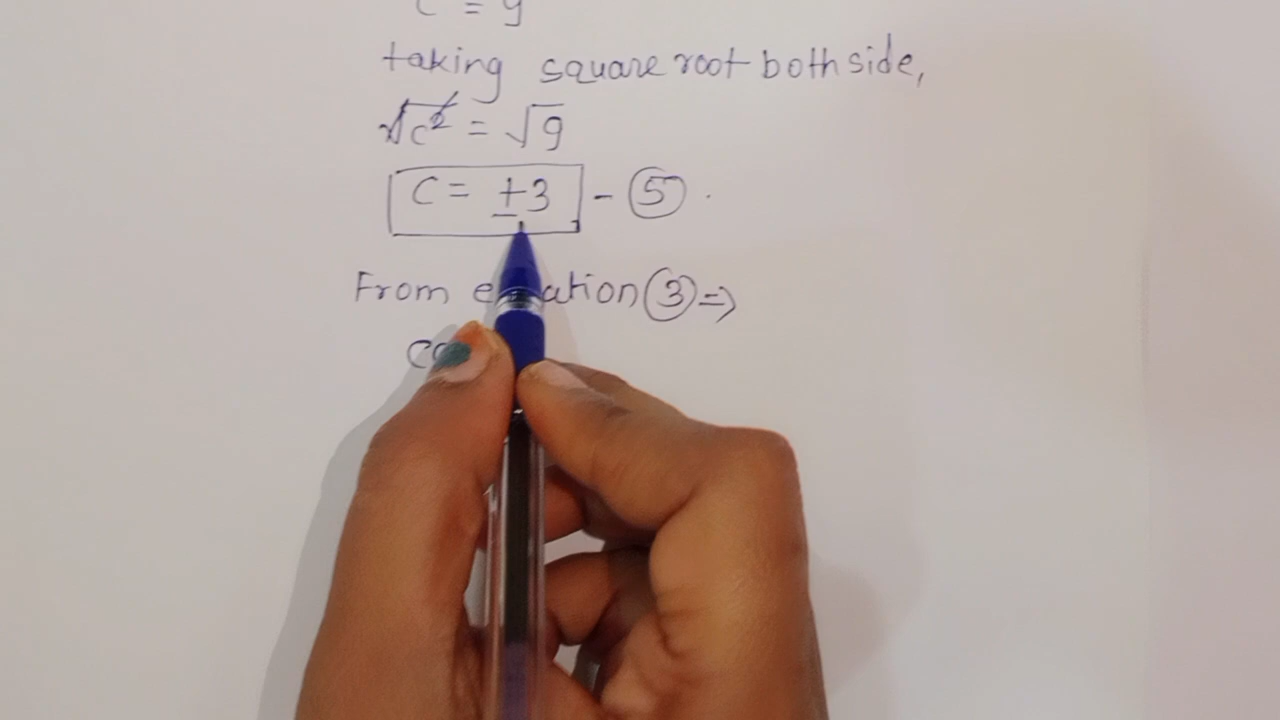 taking square root both side,
√c² = √9
C = ±3 - ⑤
From equation ③ =>